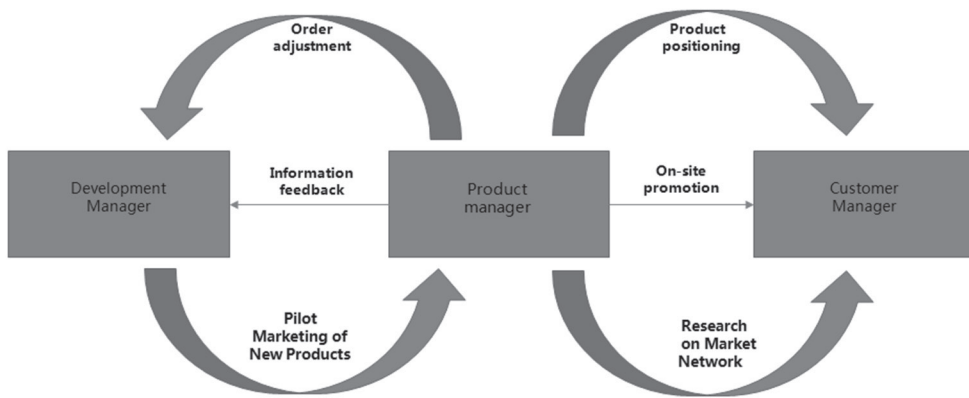 Order
adjustment
Product
positioning
Development
Manager
Information
feedback
Product
manager
On-site
promotion
Customer
Manager
Pilot
Marketing of
New Products
Research
on Market
Network